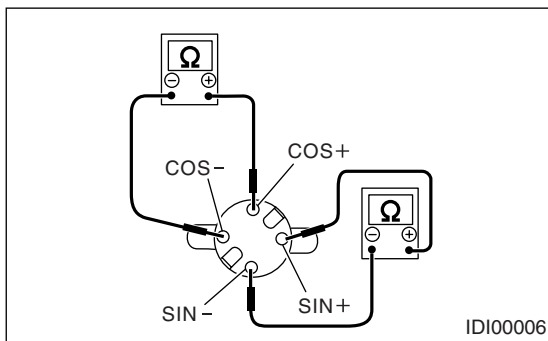 Ω
− +
COS−
COS+
Ω
− +
SIN−
SIN+
IDI00006